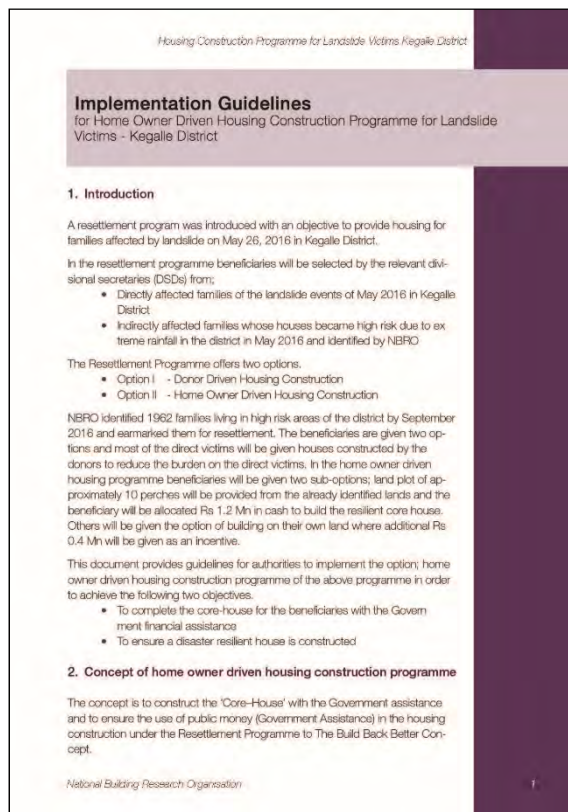 Housing Construction Programme for Landslide Victims Kegalle District
Implementation Guidelines
for Home Owner Driven Housing Construction Programme for Landslide
Victims - Kegalle District
1. Introduction
A resettlement program was introduced with an objective to provide housing for
families affected by landslide on May 26, 2016 in Kegalle District.
In the resettlement programme beneficiaries will be selected by the relevant divi-
sional secretaries (DSDs) from;
• Directly affected families of the landslide events of May 2016 in Kegalle
District
• Indirectly affected families whose houses became high risk due to ex
treme rainfall in the district in May 2016 and identified by NBRO
The Resettlement Programme offers two options.
• Option I - Donor Driven Housing Construction
• Option II - Home Owner Driven Housing Construction
NBRO identified 1962 families living in high risk areas of the district by September
2016 and earmarked them for resettlement. The beneficiaries are given two op-
tions and most of the direct victims will be given houses constructed by the
donors to reduce the burden on the direct victims. In the home owner driven
housing programme beneficiaries will be given two sub-options; land plot of ap-
proximately 10 perches will be provided from the already identified lands and the
beneficiary will be allocated Rs 1.2 Mn in cash to build the resilient core house.
Others will be given the option of building on their own land where additional Rs
0.4 Mn will be given as an incentive.
This document provides guidelines for authorities to implement the option; home
owner driven housing construction programme of the above programme in order
to achieve the following two objectives.
• To complete the core-house for the beneficiaries with the Govern
ment financial assistance
• To ensure a disaster resilient house is constructed
2. Concept of home owner driven housing construction programme
The concept is to construct the 'Core–House' with the Government assistance
and to ensure the use of public money (Government Assistance) in the housing
construction under the Resettlement Programme to The Build Back Better Con-
cept.
National Building Research Organisation
1